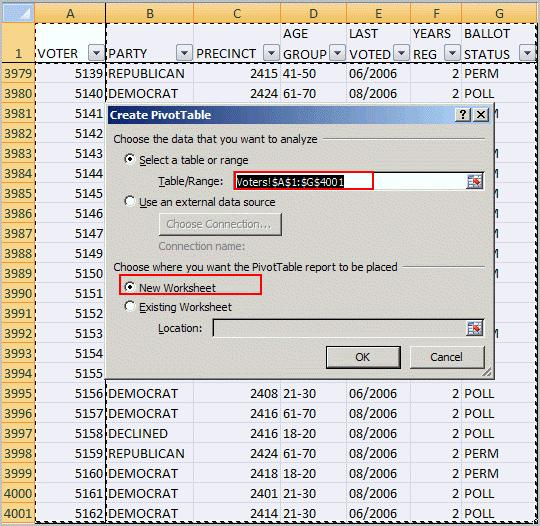 A B C D E F G
AGE LAST YEARS BALLOT
1 VOTER PARTY PRECINCT GROUP VOTED REG STATUS
3979 5139 REPUBLICAN 2415 41-50 06/2006 2 PERM
3980 5140 DEMOCRAT 2424 61-70 08/2006 2 POLL
3981 5141
3982 5142
3983 5143
3984 5144
3985 5145
3986 5146
3987 5147
3988 5149
3989 5150
3990 5151
3991 5152
3992 5153
3993 5154
3994 5155
Create PivotTable
Choose the data that you want to analyze
Select a table or range
Table/Range: Voters!$A$1:$G$4001
Use an external data source
Choose Connection...
Connection name:
Choose where you want the PivotTable report to be placed
New Worksheet
Existing Worksheet
Location:
OK Cancel
3995 5156 DEMOCRAT 2408 21-30 06/2006 2 POLL
3996 5157 DEMOCRAT 2416 61-70 08/2006 2 POLL
3997 5158 DECLINED 2416 18-20 08/2006 2 POLL
3998 5159 REPUBLICAN 2424 61-70 08/2006 2 PERM
3999 5160 DEMOCRAT 2418 18-20 08/2006 2 PERM
4000 5161 DEMOCRAT 2401 21-30 06/2006 2 POLL
4001 5162 DEMOCRAT 2414 21-30 06/2006 2 POLL